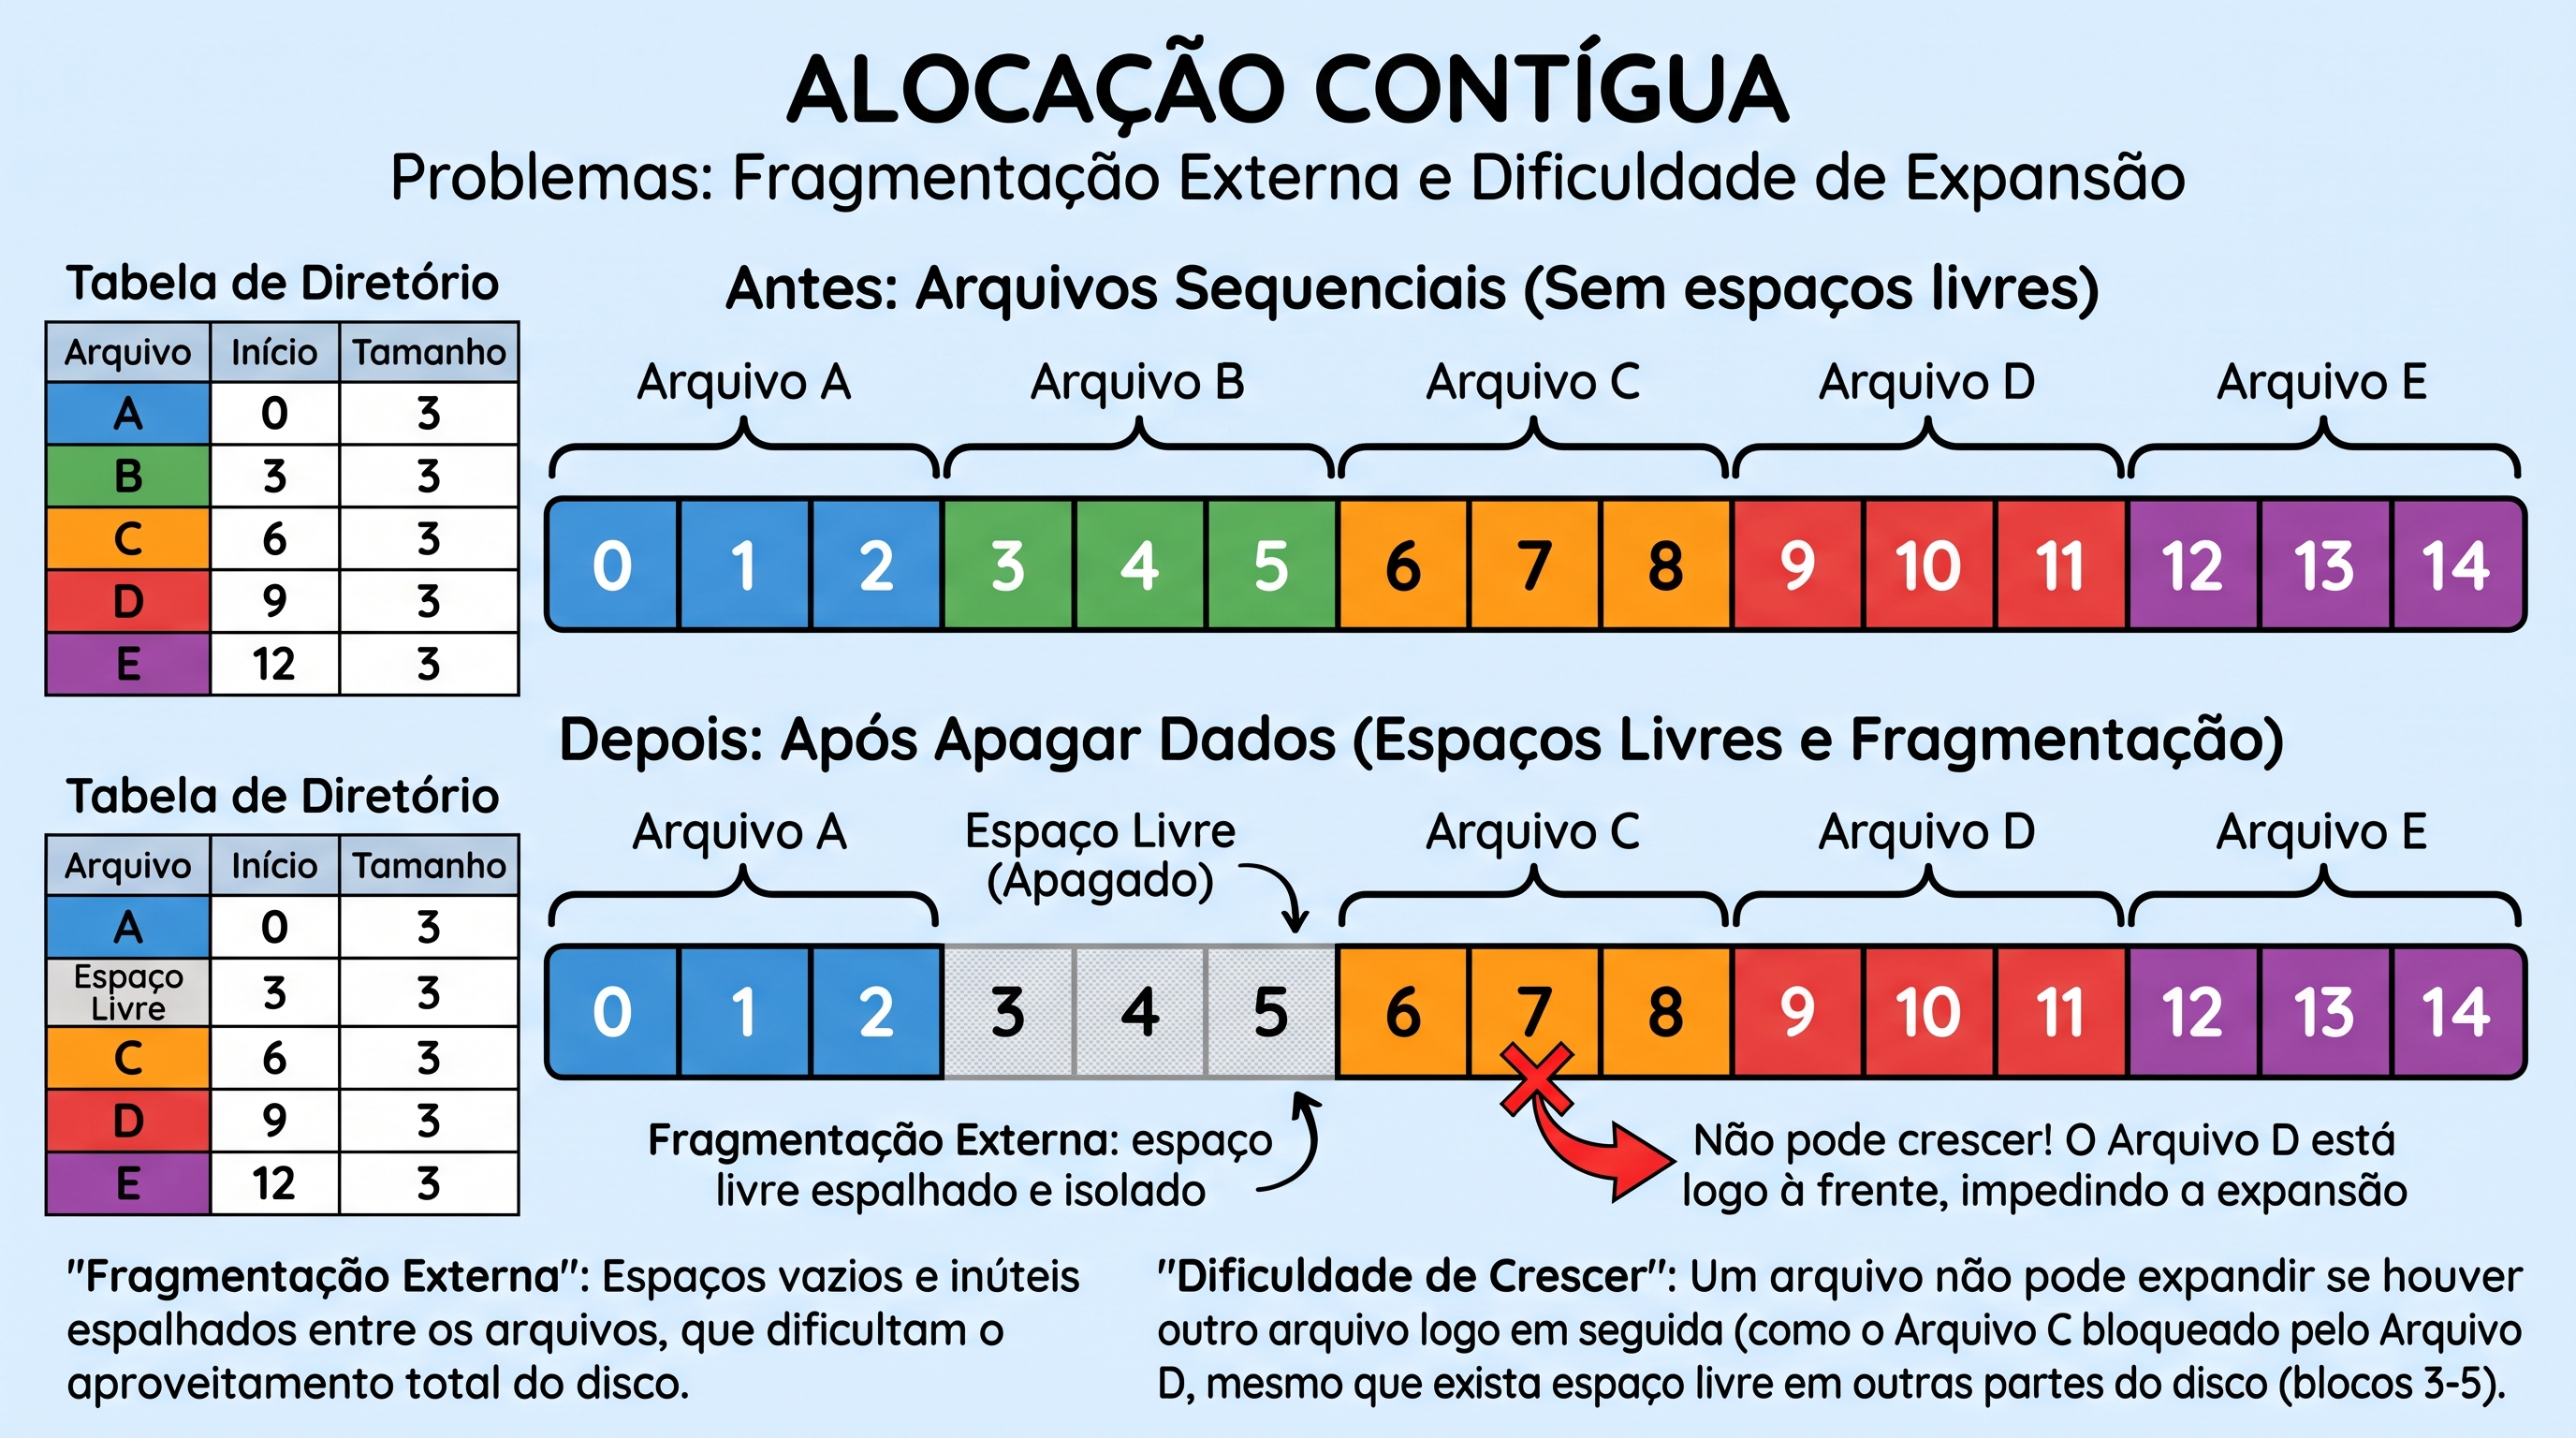 ALOCAÇÃO CONTÍGUA
Problemas: Fragmentação Externa e Dificuldade de Expansão
Tabela de Diretório
Arquivo Início Tamanho
A 0 3
B 3 3
C 6 3
D 9 3
E 12 3
Antes: Arquivos Sequenciais (Sem espaços livres)
Arquivo A Arquivo B Arquivo C Arquivo D Arquivo E
0 1 2 3 4 5 6 7 8 9 10 11 12 13 14
Depois: Após Apagar Dados (Espaços Livres e Fragmentação)
Tabela de Diretório
Arquivo Início Tamanho
A 0 3
Espaço
Livre 3 3
C 6 3
D 9 3
E 12 3
Arquivo A
Espaço Livre
(Apagado)
Arquivo C Arquivo D Arquivo E
0 1 2 3 4 5 6 7 8 9 10 11 12 13 14
Fragmentação Externa: espaço
livre espalhado e isolado
Não pode crescer! O Arquivo D está
logo à frente, impedindo a expansão
"Fragmentação Externa": Espaços vazios e inúteis
espalhados entre os arquivos, que dificultam o
aproveitamento total do disco.
"Dificuldade de Crescer": Um arquivo não pode expandir se houver
outro arquivo logo em seguida (como o Arquivo C bloqueado pelo Arquivo
D, mesmo que exista espaço livre em outras partes do disco (blocos 3-5).